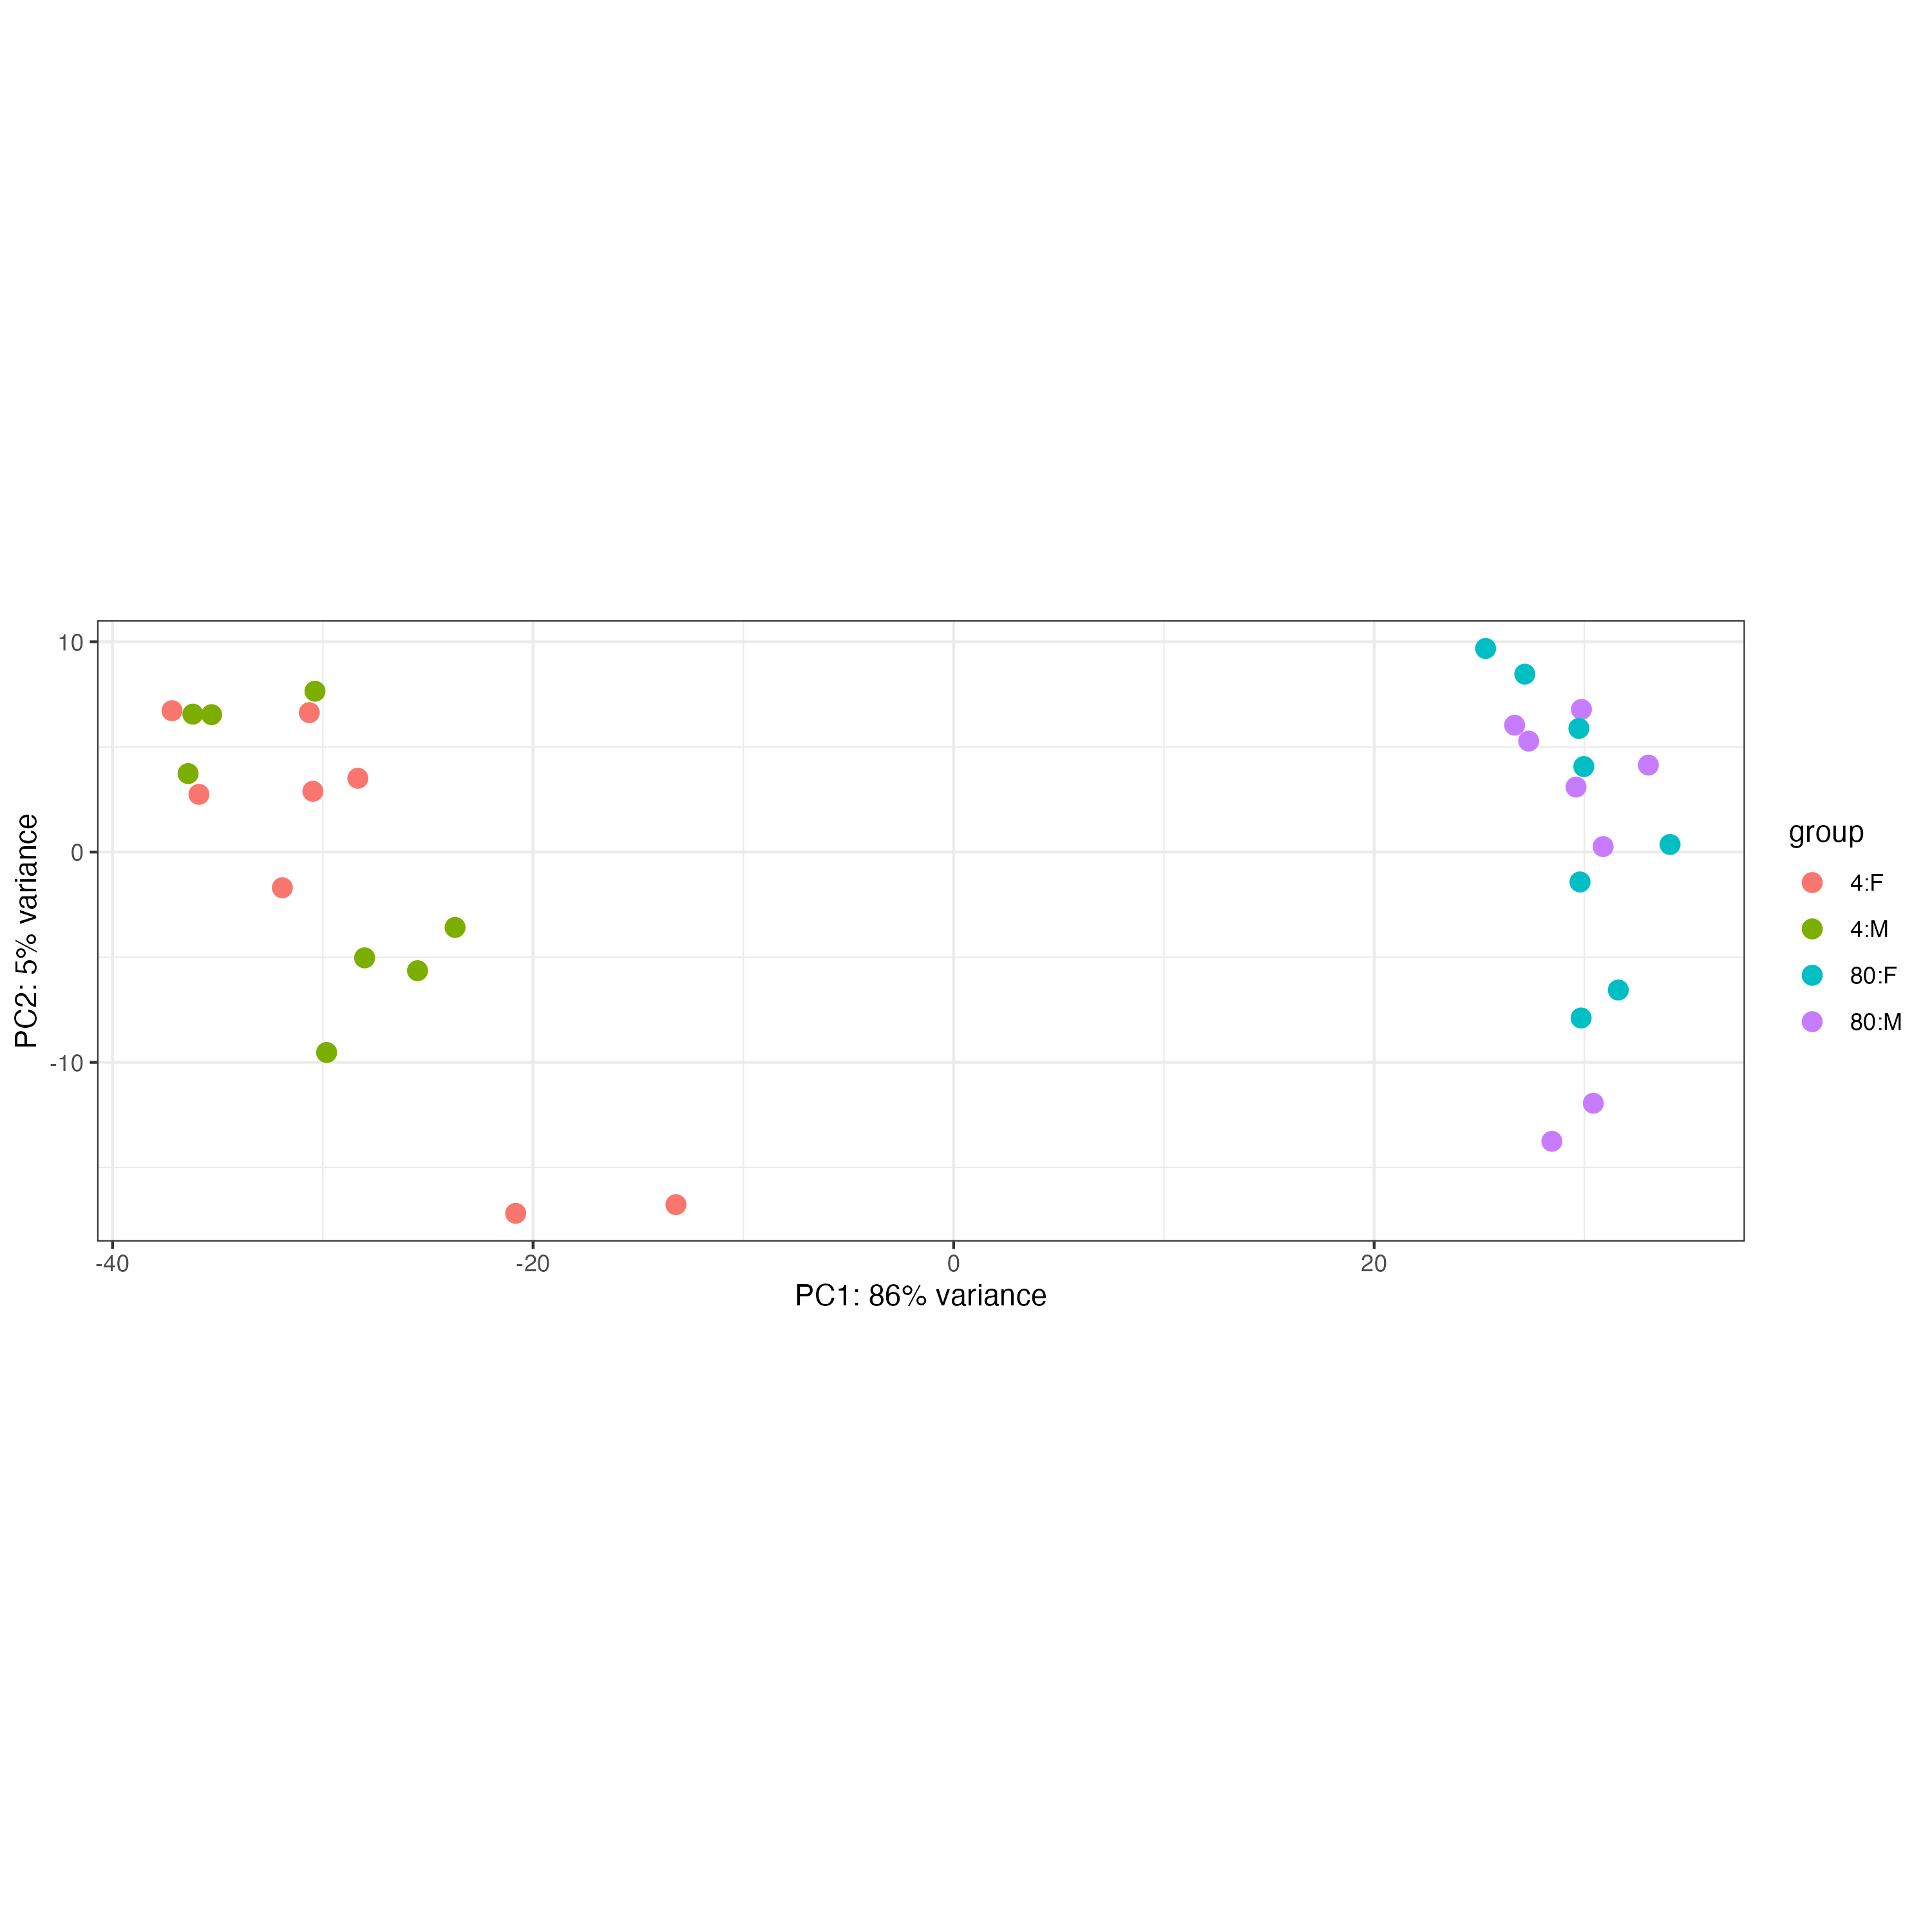 10
0
-10
PC2: 5% variance
-40
-20
0
20
PC1: 86% variance
group
4:F
4:M
80:F
80:M